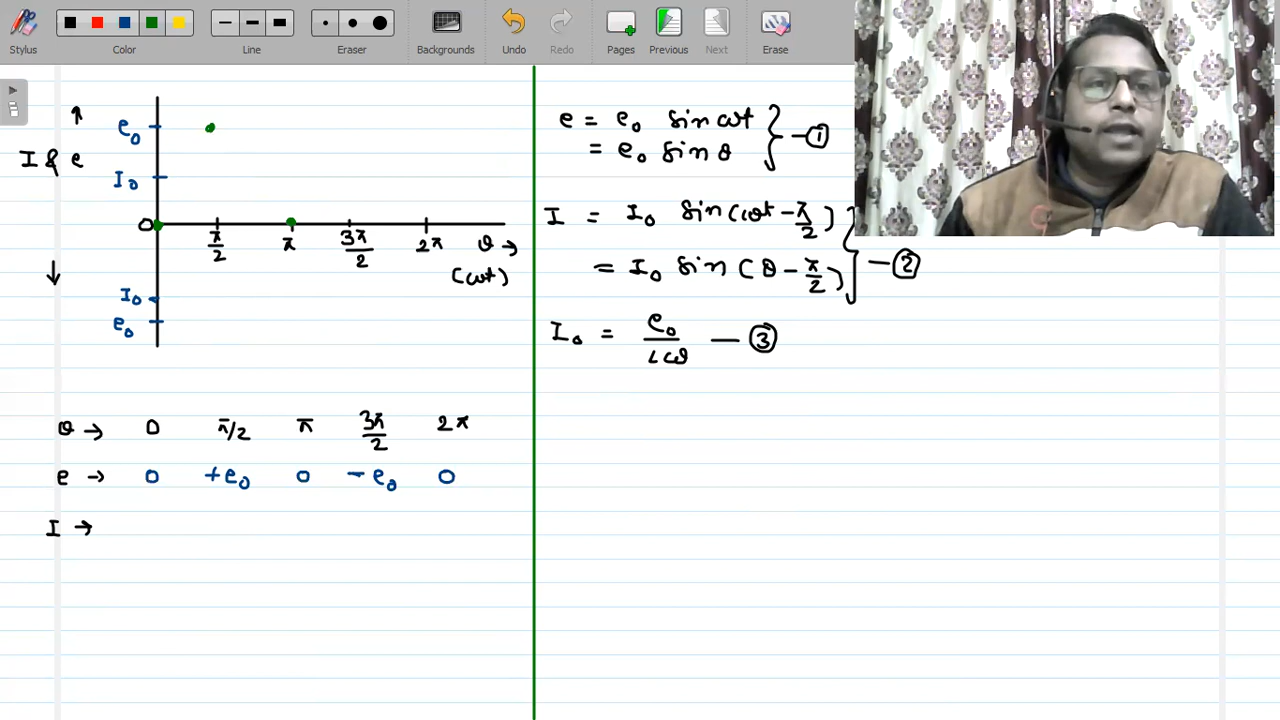 Stylus Color Line Eraser Backgrounds Undo Redo Pages Previous Next Erase
e₀
I & e
I₀
0 π/2 π 3π/2 2π θ →
(ωt)
I₀
e₀
θ → 0 π/2 π 3π/2 2π
e → 0 +e₀ 0 -e₀ 0
I →
e = e₀ sin ωt
= e₀ sin θ } — ①
I = I₀ sin(ωt - π/2)
= I₀ sin(θ - π/2) } — ②
I₀ = e₀/Lω — ③